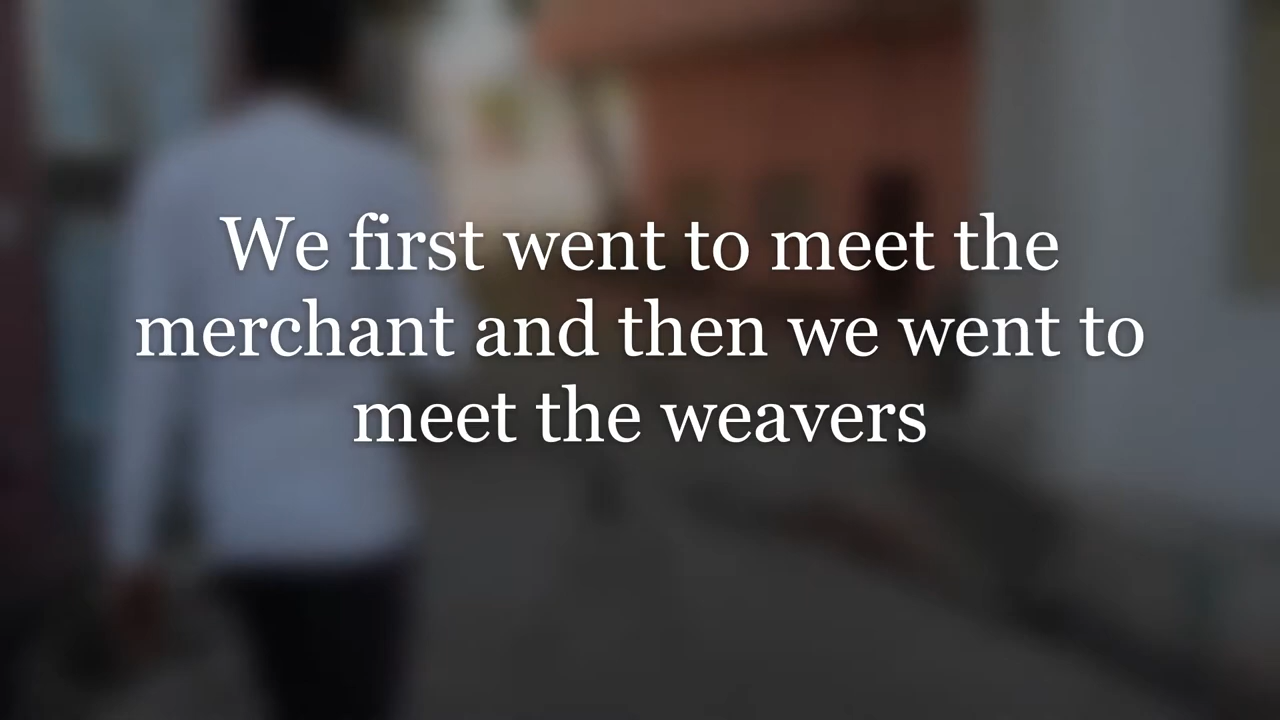 We first went to meet the
merchant and then we went to
meet the weavers